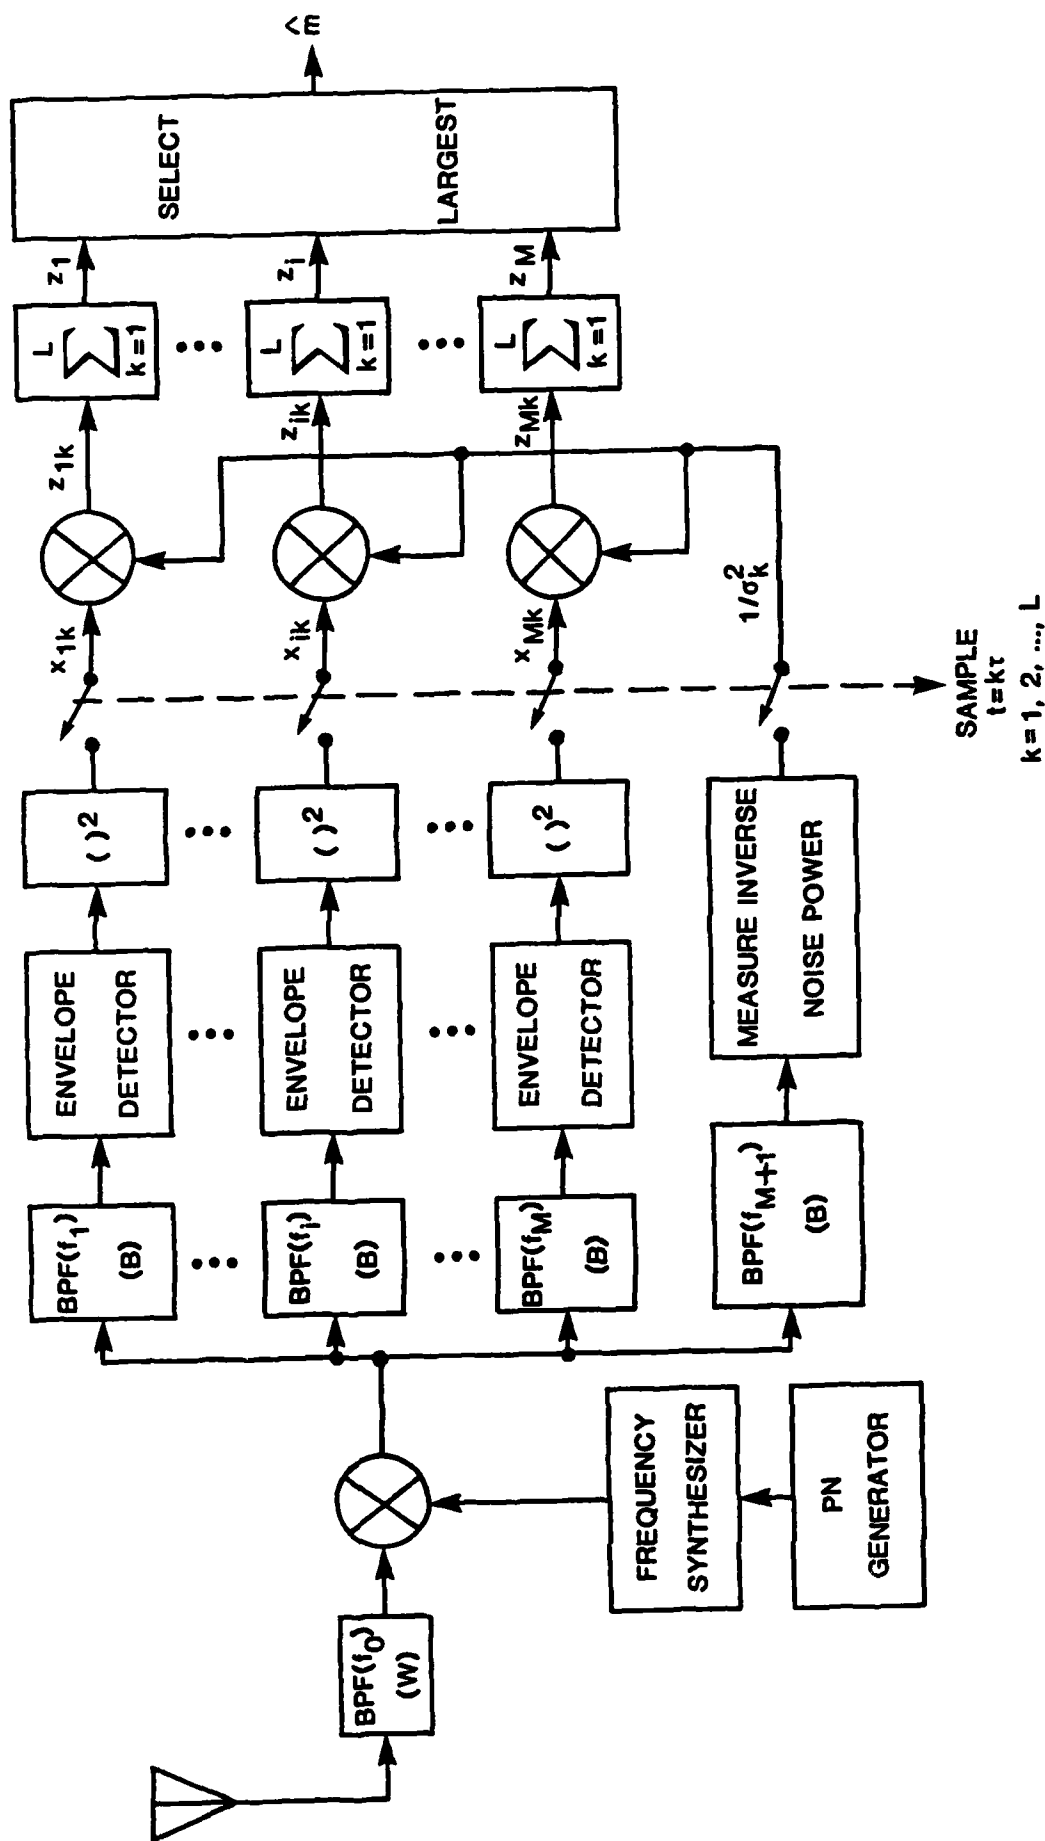 BPF(f0)
(W)
FREQUENCY
SYNTHESIZER
PN
GENERATOR
BPF(f1)
(B)
ENVELOPE
DETECTOR
( )²
x1k
z1k
L
∑
k=1
z1
BPF(fi)
(B)
ENVELOPE
DETECTOR
( )²
xik
zik
L
∑
k=1
zi
BPF(fM)
(B)
ENVELOPE
DETECTOR
( )²
xMk
zMk
L
∑
k=1
zM
SELECT
LARGEST
m̂
BPF(fM+1)
(B)
MEASURE INVERSE
NOISE POWER
1/σ²k
SAMPLE
t=kτ
k=1, 2, ..., L